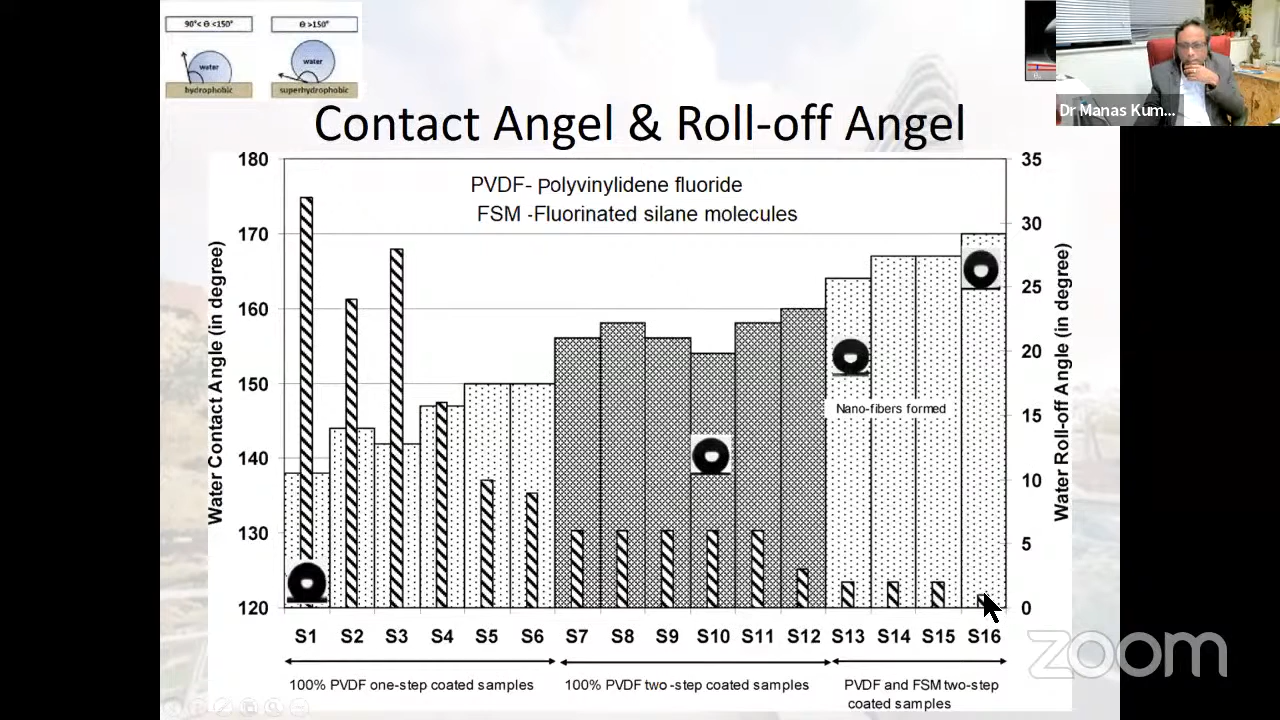 90°< Θ <150°
Θ >150°
water
water
hydrophobic
superhydrophobic
Dr Manas Kum...
Contact Angel & Roll-off Angel
PVDF- Polyvinylidene fluoride
FSM -Fluorinated silane molecules
Water Contact Angle (in degree)
180
170
160
150
140
130
120
35
30
25
20
15
10
5
0
Water Roll-off Angle (in degree)
Nano-fibers formed
S1 S2 S3 S4 S5 S6 S7 S8 S9 S10 S11 S12 S13 S14 S15 S16
100% PVDF one-step coated samples
100% PVDF two-step coated samples
PVDF and FSM two-step
coated samples
zoom